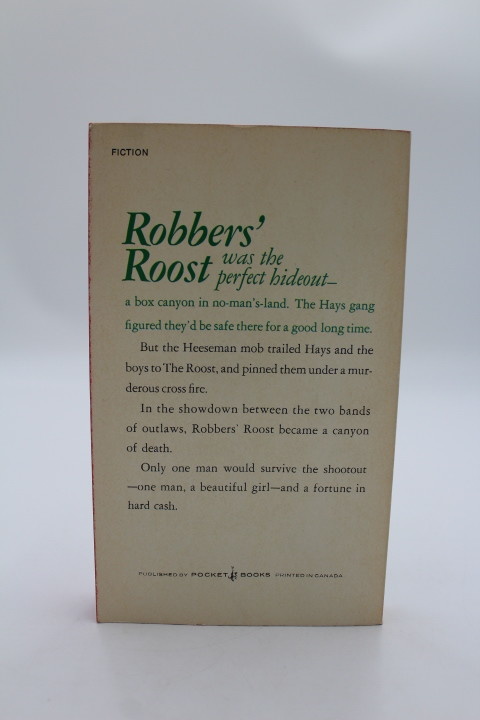 FICTION
Robbers'
Roost was the
perfect hideout—
a box canyon in no-man's-land. The Hays gang
figured they'd be safe there for a good long time.
But the Heeseman mob trailed Hays and the
boys to The Roost, and pinned them under a mur-
derous cross fire.
In the showdown between the two bands
of outlaws, Robbers' Roost became a canyon
of death.
Only one man would survive the shootout
—one man, a beautiful girl—and a fortune in
hard cash.
PUBLISHED BY POCKET BOOKS PRINTED IN CANADA